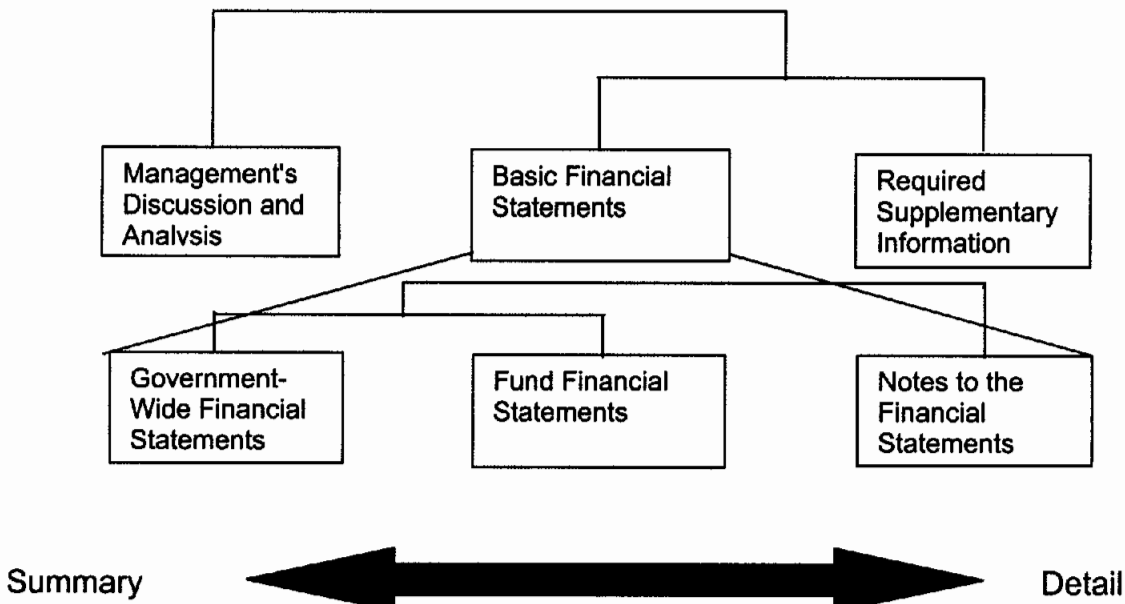 Management's
Discussion and
Analysis
Basic Financial
Statements
Required
Supplementary
Information
Government-
Wide Financial
Statements
Fund Financial
Statements
Notes to the
Financial
Statements
Summary
Detail